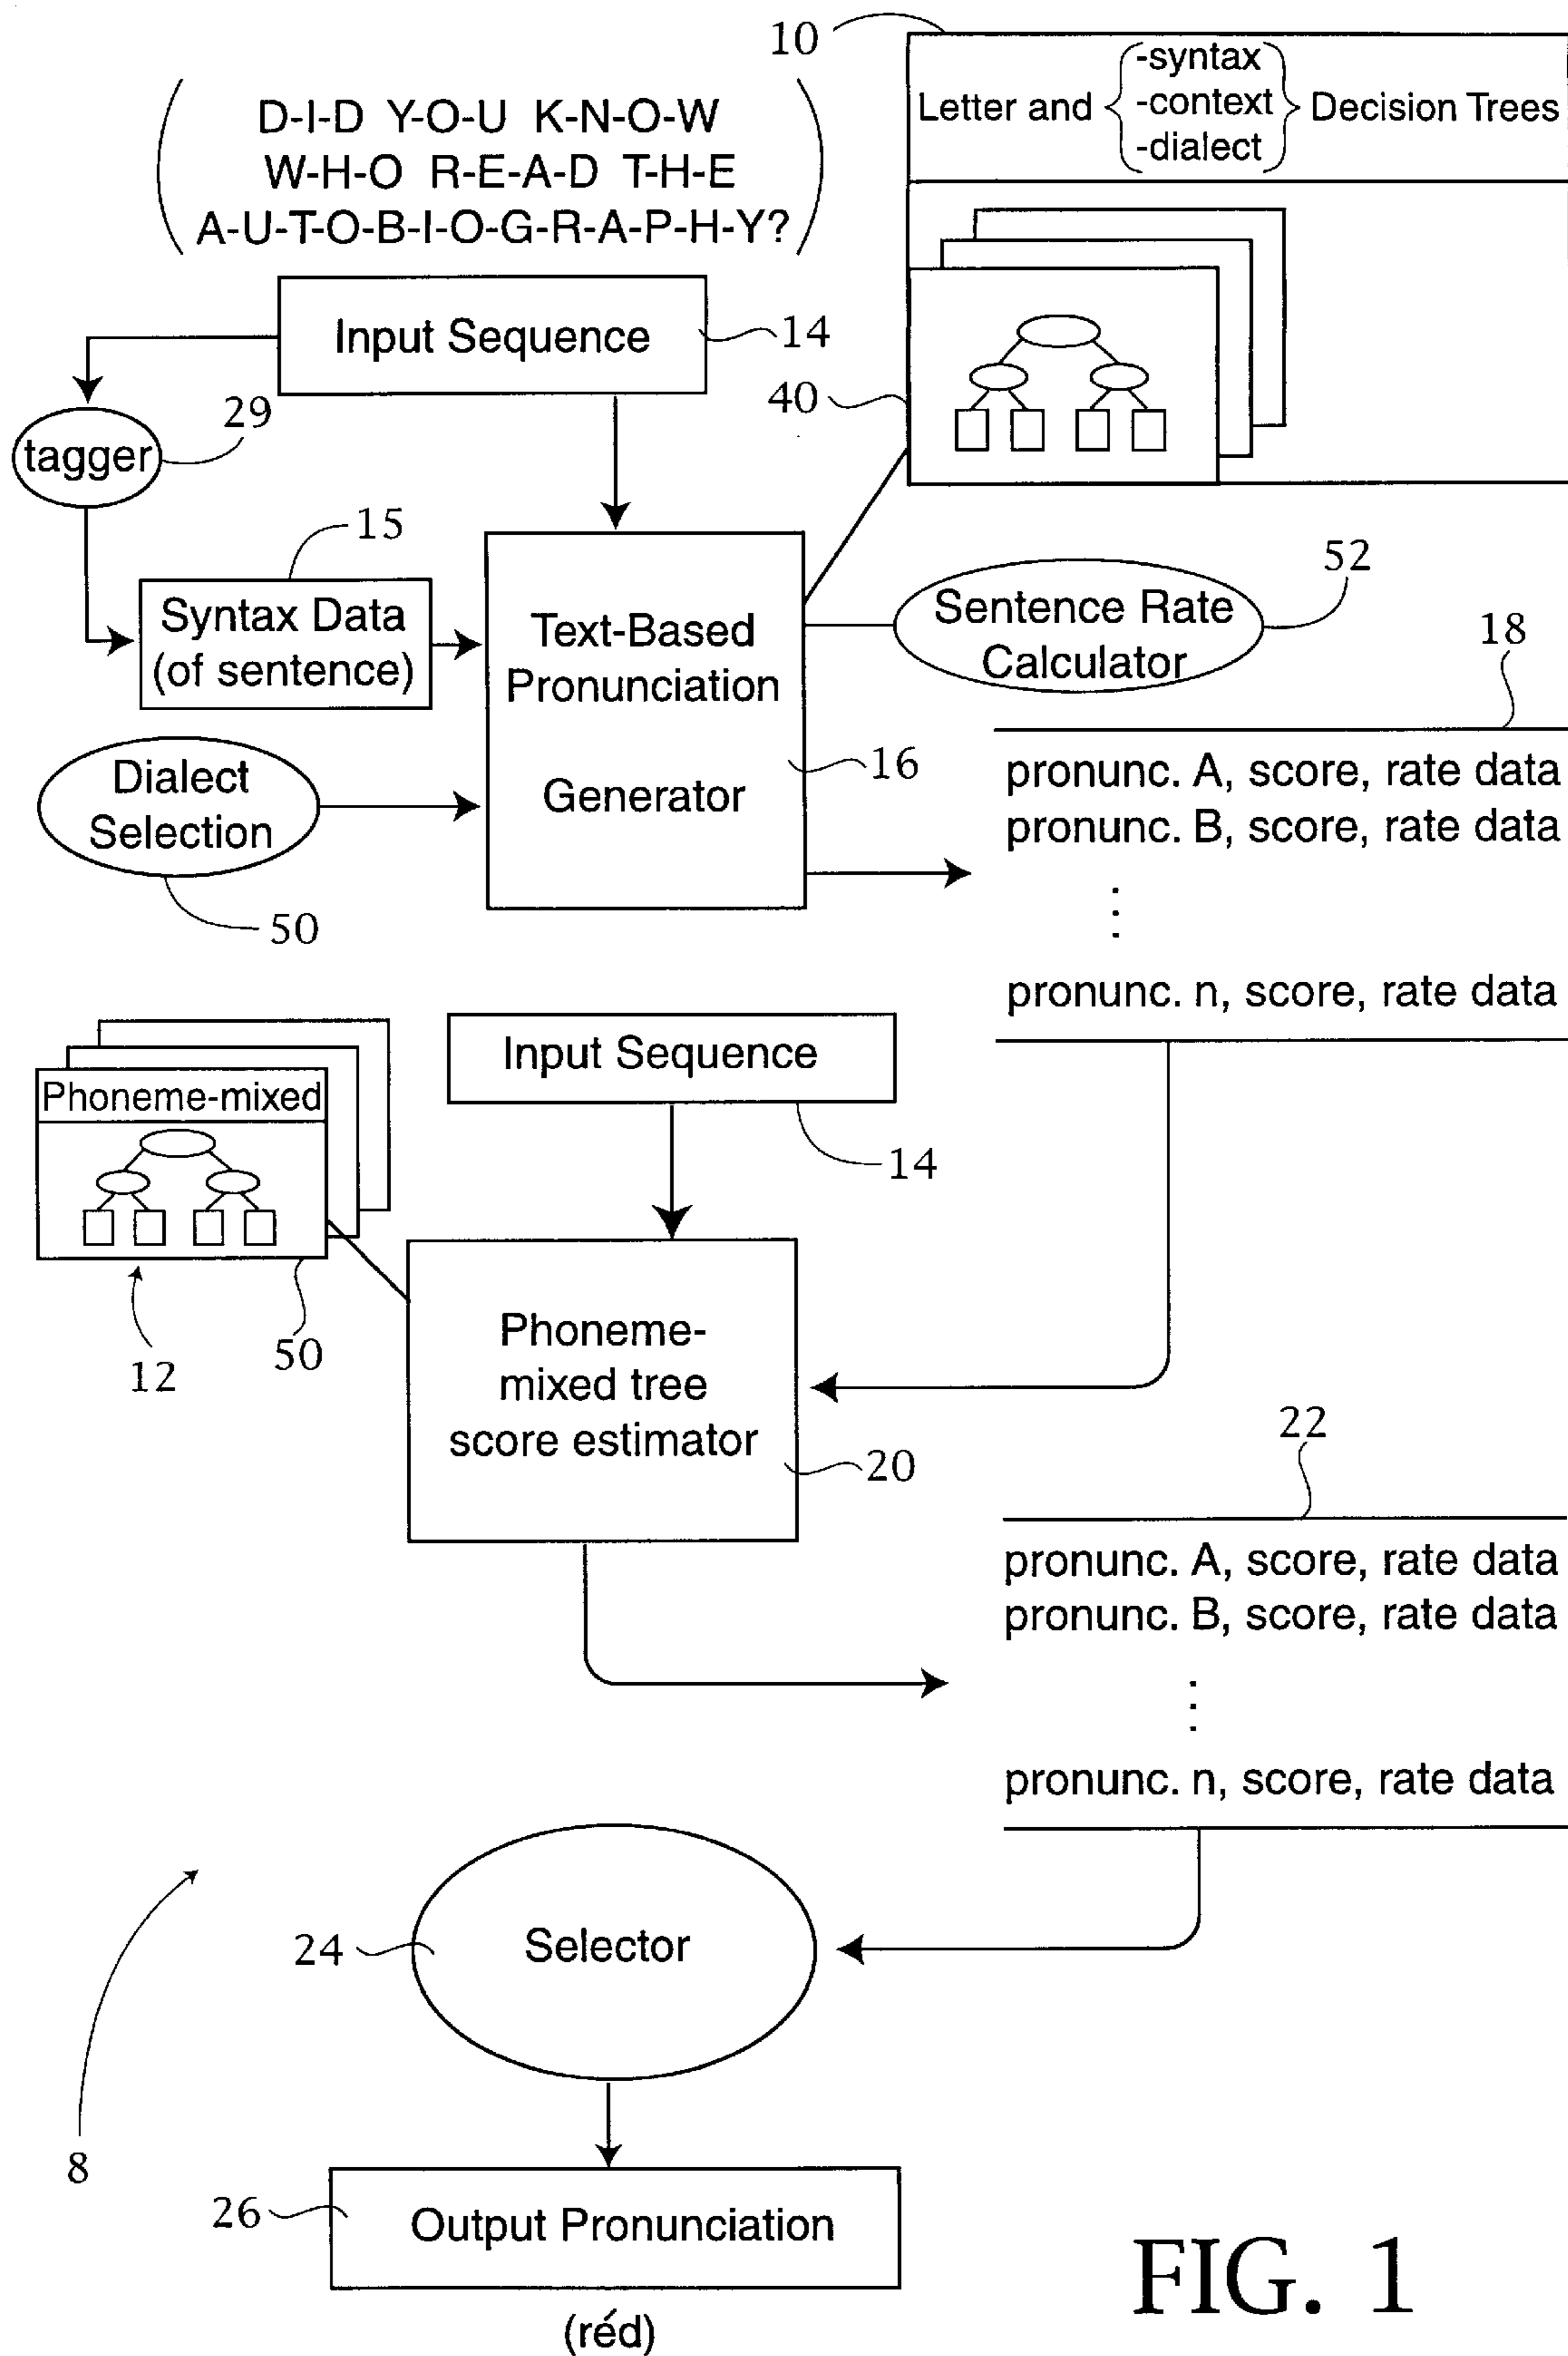 10
Letter and { -syntax -context -dialect } Decision Trees
( D-I-D Y-O-U K-N-O-W
W-H-O R-E-A-D T-H-E
A-U-T-O-B-I-O-G-R-A-P-H-Y? )
Input Sequence
14
40
tagger
29
15
Syntax Data
(of sentence)
Text-Based
Pronunciation
Generator
16
Sentence Rate
Calculator
52
Dialect
Selection
50
18
pronunc. A, score, rate data
pronunc. B, score, rate data
pronunc. n, score, rate data
Phoneme-mixed
12
50
Input Sequence
14
Phoneme-
mixed tree
score estimator
20
22
pronunc. A, score, rate data
pronunc. B, score, rate data
pronunc. n, score, rate data
24
Selector
8
26
Output Pronunciation
(réd)
FIG. 1